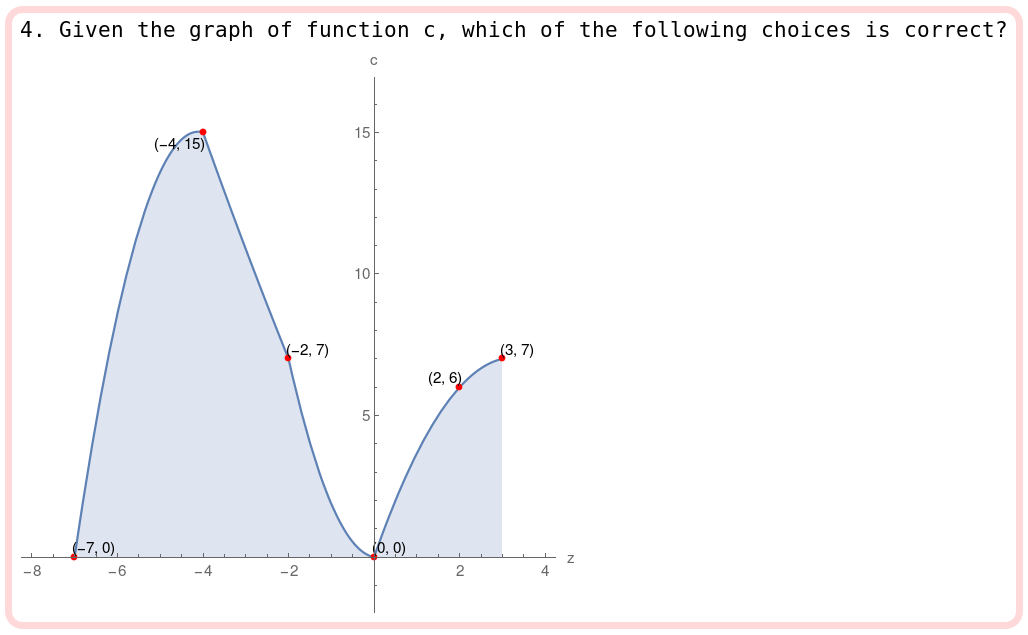 4. Given the graph of function c, which of the following choices is correct?
c
15
(−4, 15)
10
(−2, 7)
(3, 7)
(2, 6)
5
(−7, 0)
(0, 0)
z
−8 −6 −4 −2 2 4